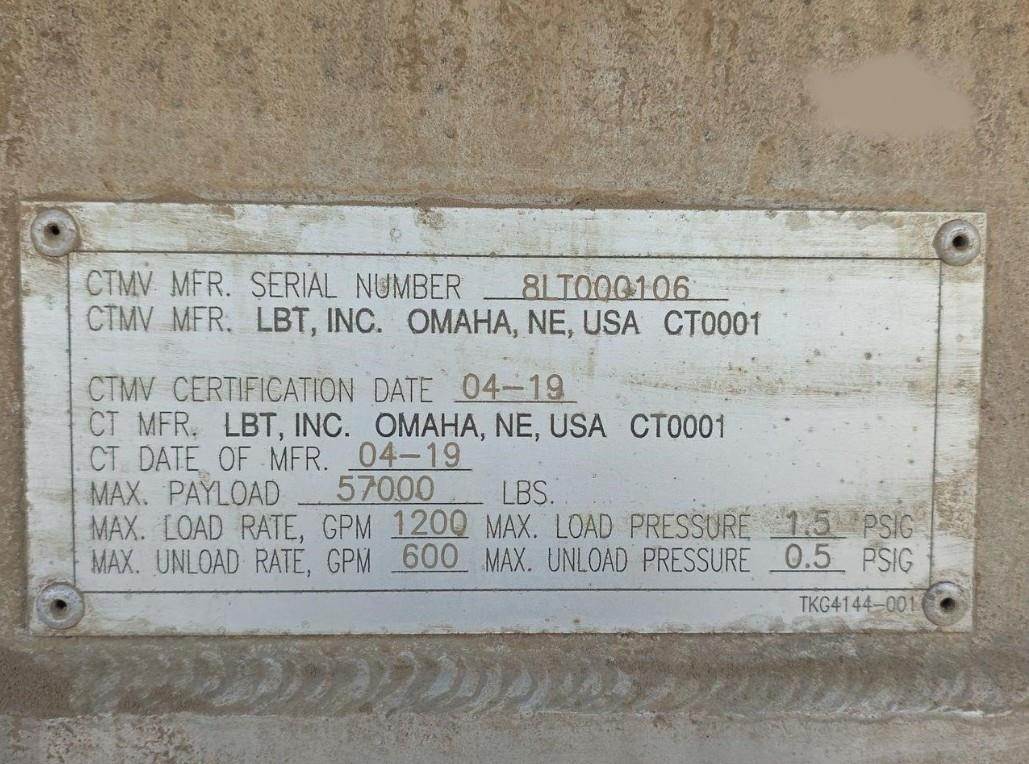 CTMV MFR. SERIAL NUMBER 8LT000106
CTMV MFR. LBT, INC. OMAHA, NE, USA CT0001
CTMV CERTIFICATION DATE 04-19
CT MFR. LBT, INC. OMAHA, NE, USA CT0001
CT DATE OF MFR. 04-19
MAX. PAYLOAD 57000 LBS.
MAX. LOAD RATE, GPM 1200 MAX. LOAD PRESSURE 1.5 PSIG
MAX. UNLOAD RATE, GPM 600 MAX. UNLOAD PRESSURE 0.5 PSIG
TKG4144-001